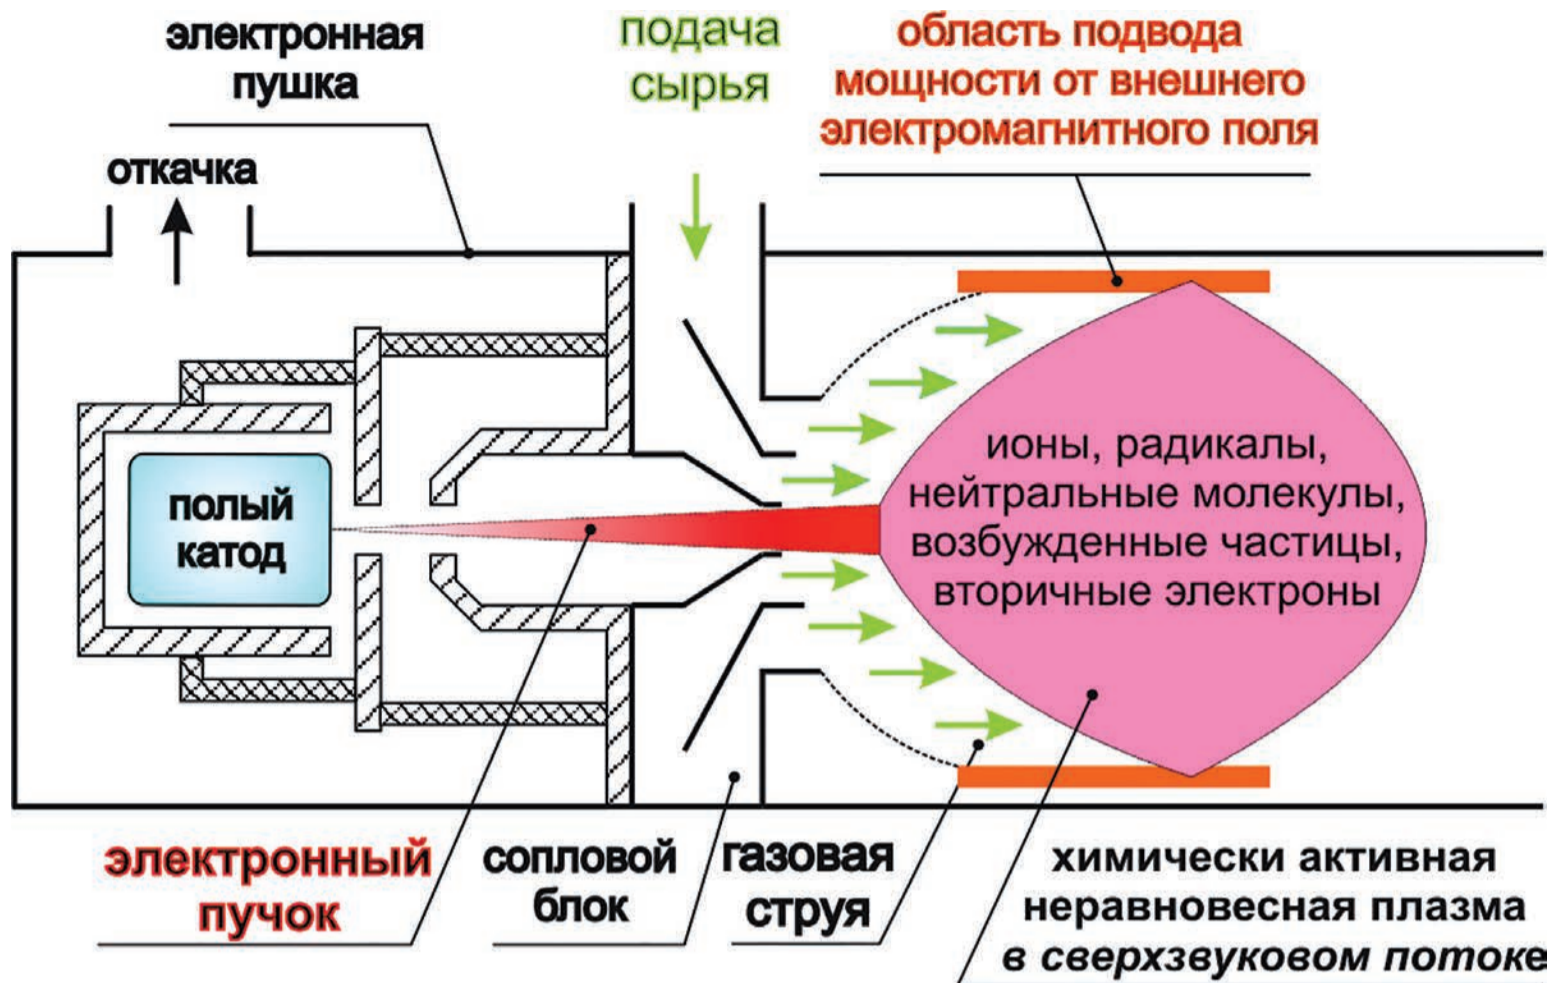 электронная
пушка
подача
сырья
область подвода
мощности от внешнего
электромагнитного поля
откачка
полый
катод
ионы, радикалы,
нейтральные молекулы,
возбужденные частицы,
вторичные электроны
электронный
пучок
сопловой
блок
газовая
струя
химически активная
неравновесная плазма
в сверхзвуковом потоке